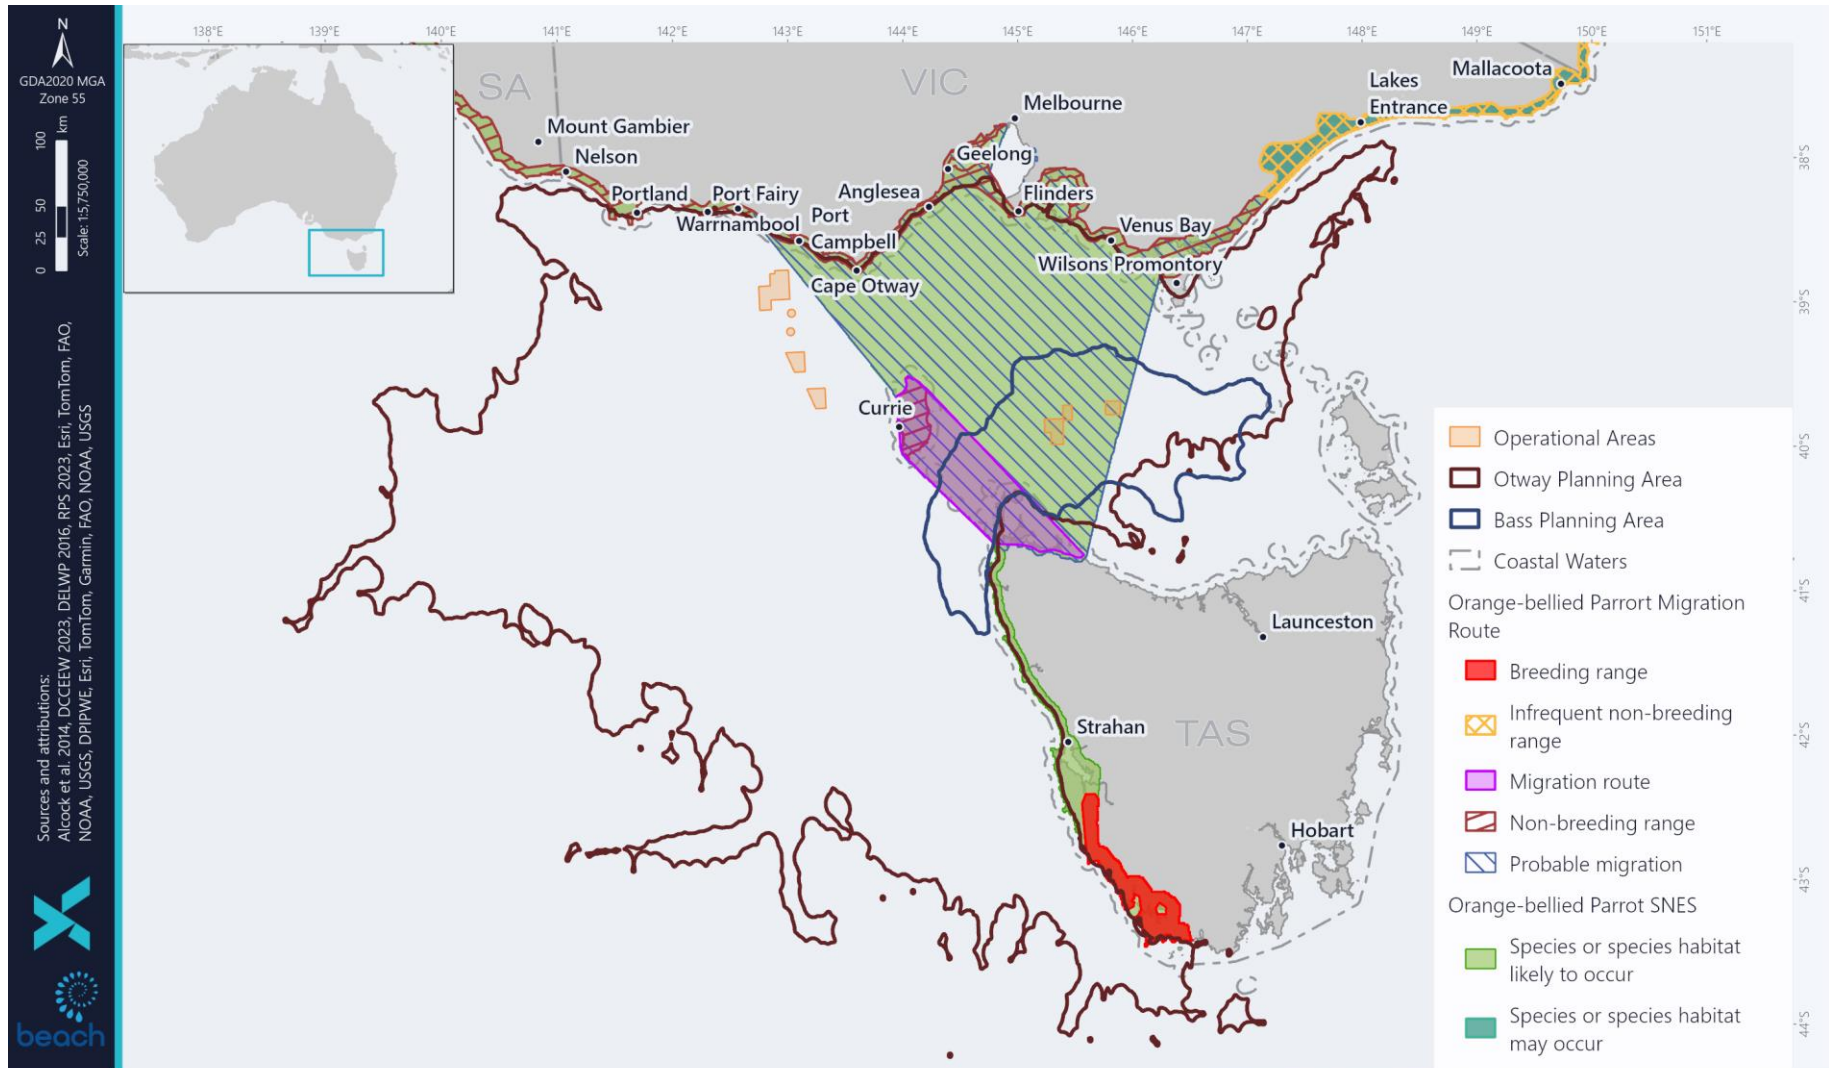 N
GDA2020 MGA
Zone 55
0 25 50 100 km
Scale: 1:5,750,000
Sources and attributions:
Alcock et al. 2014, DCCEEW 2023, DELWP 2016, RPS 2023, Esri, TomTom, FAO,
NOAA, USGS, DPIPWE, Esri, TomTom, Garmin, FAO, NOAA, USGS
beach
138°E 139°E 140°E 141°E 142°E 143°E 144°E 145°E 146°E 147°E 148°E 149°E 150°E 151°E
SA
VIC
Mallacoota
Lakes
Entrance
Melbourne
Mount Gambier
Nelson
Geelong
Portland
Port Fairy
Anglesea
Flinders
Warrnambool
Port
Campbell
Venus Bay
Wilsons Promontory
Cape Otway
Currie
Launceston
Strahan
TAS
Hobart
38°S
39°S
40°S
41°S
42°S
43°S
44°S
Operational Areas
Otway Planning Area
Bass Planning Area
Coastal Waters
Orange-bellied Parrort Migration
Route
Breeding range
Infrequent non-breeding
range
Migration route
Non-breeding range
Probable migration
Orange-bellied Parrot SNES
Species or species habitat
likely to occur
Species or species habitat
may occur